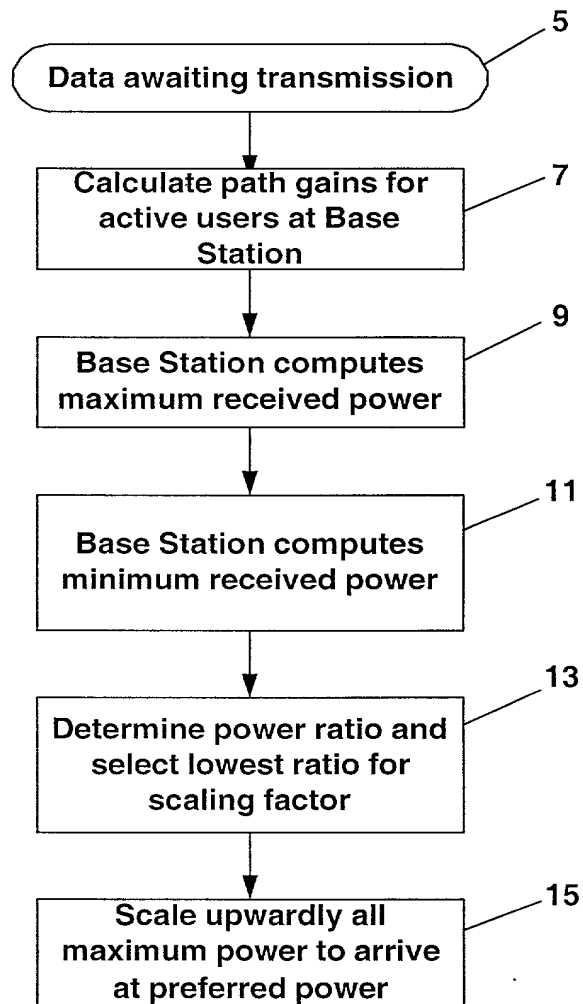 5
Data awaiting transmission
7
Calculate path gains for
active users at Base
Station
9
Base Station computes
maximum received power
11
Base Station computes
minimum received power
13
Determine power ratio and
select lowest ratio for
scaling factor
15
Scale upwardly all
maximum power to arrive
at preferred power